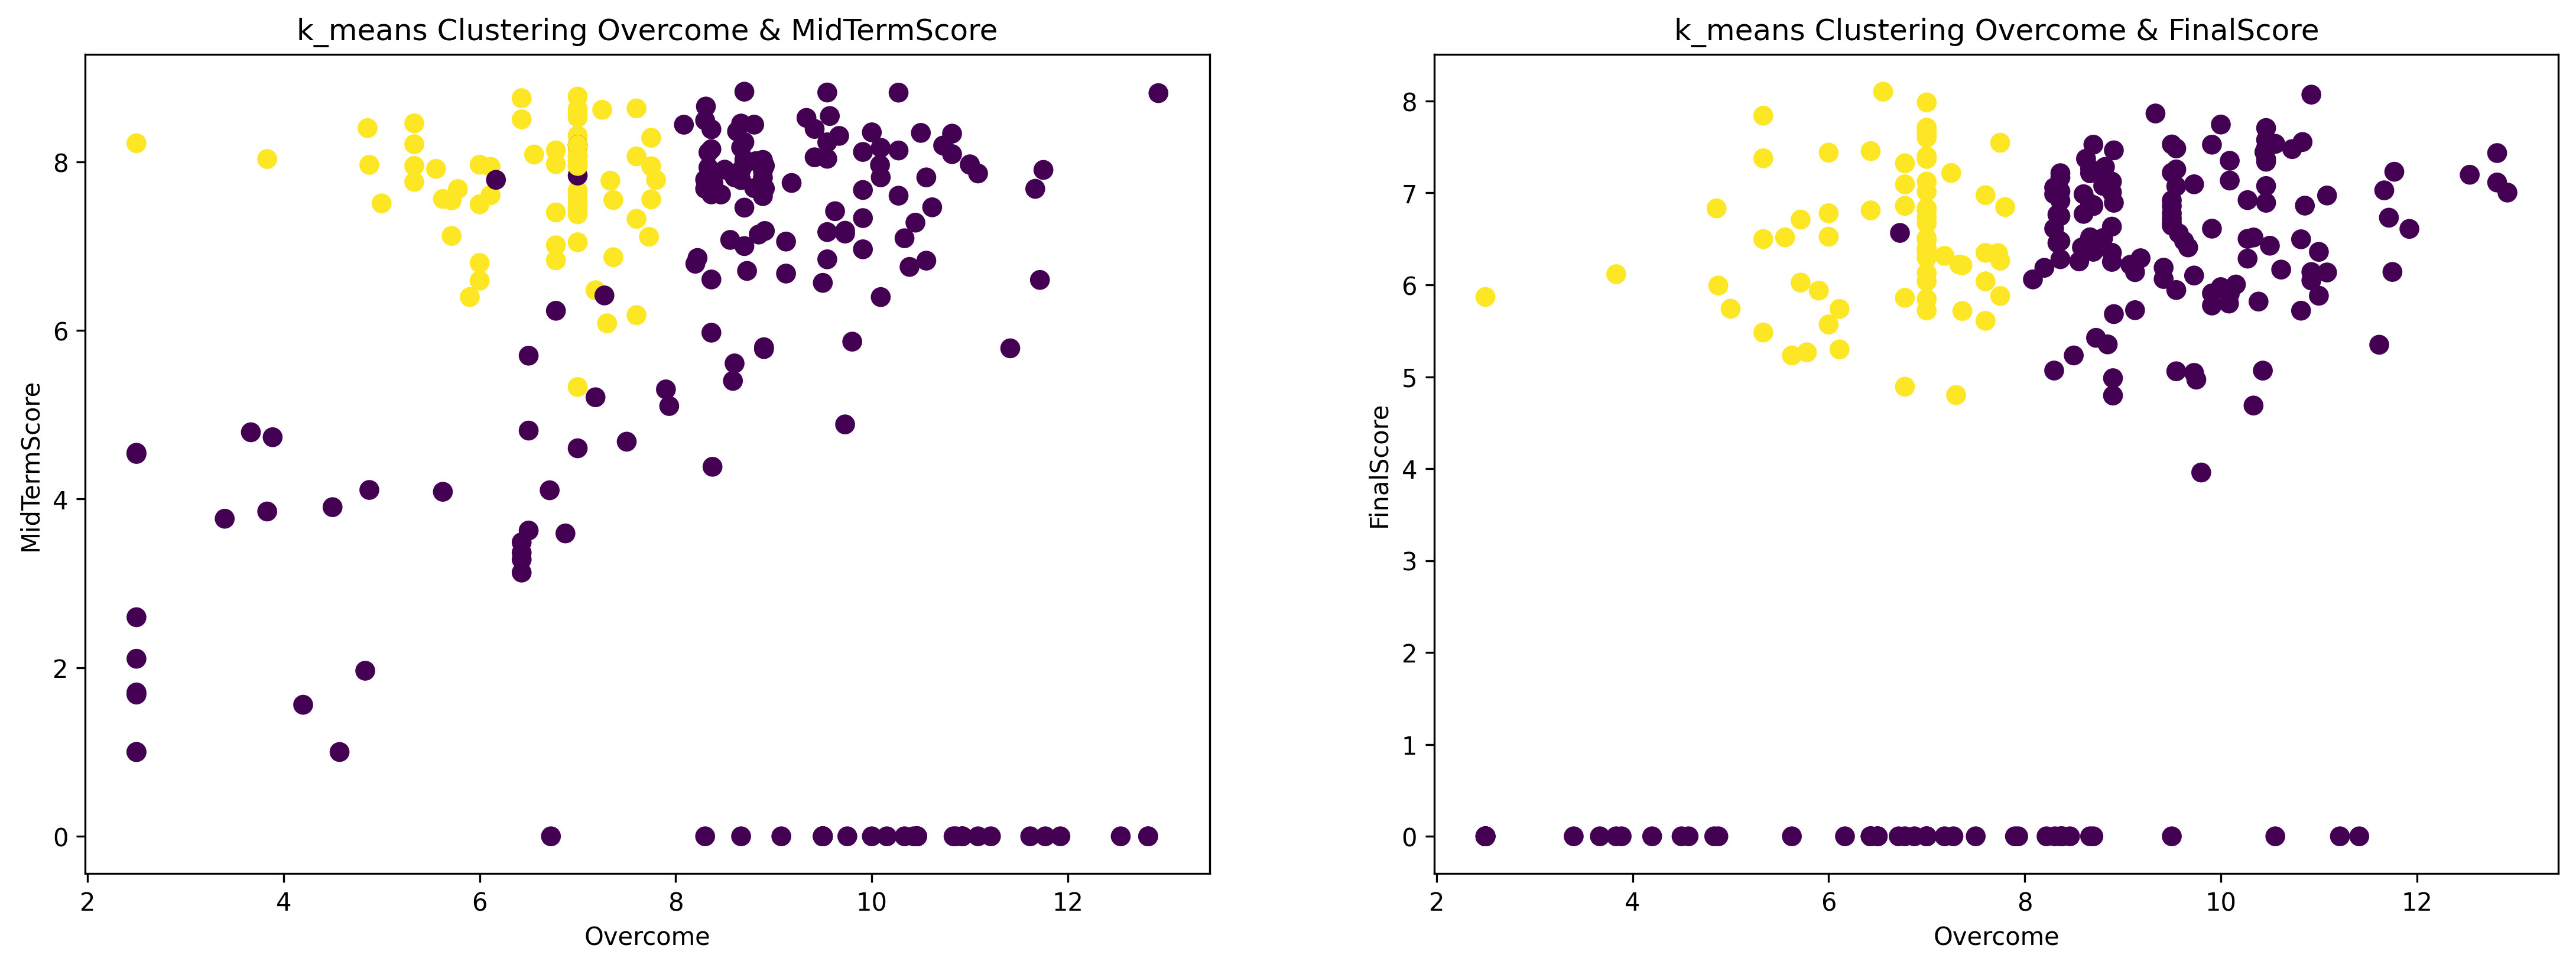 k_means Clustering Overcome & MidTermScore
MidTermScore
8
6
4
2
0
2 4 6 8 10 12
Overcome
k_means Clustering Overcome & FinalScore
FinalScore
8
7
6
5
4
3
2
1
0
2 4 6 8 10 12
Overcome